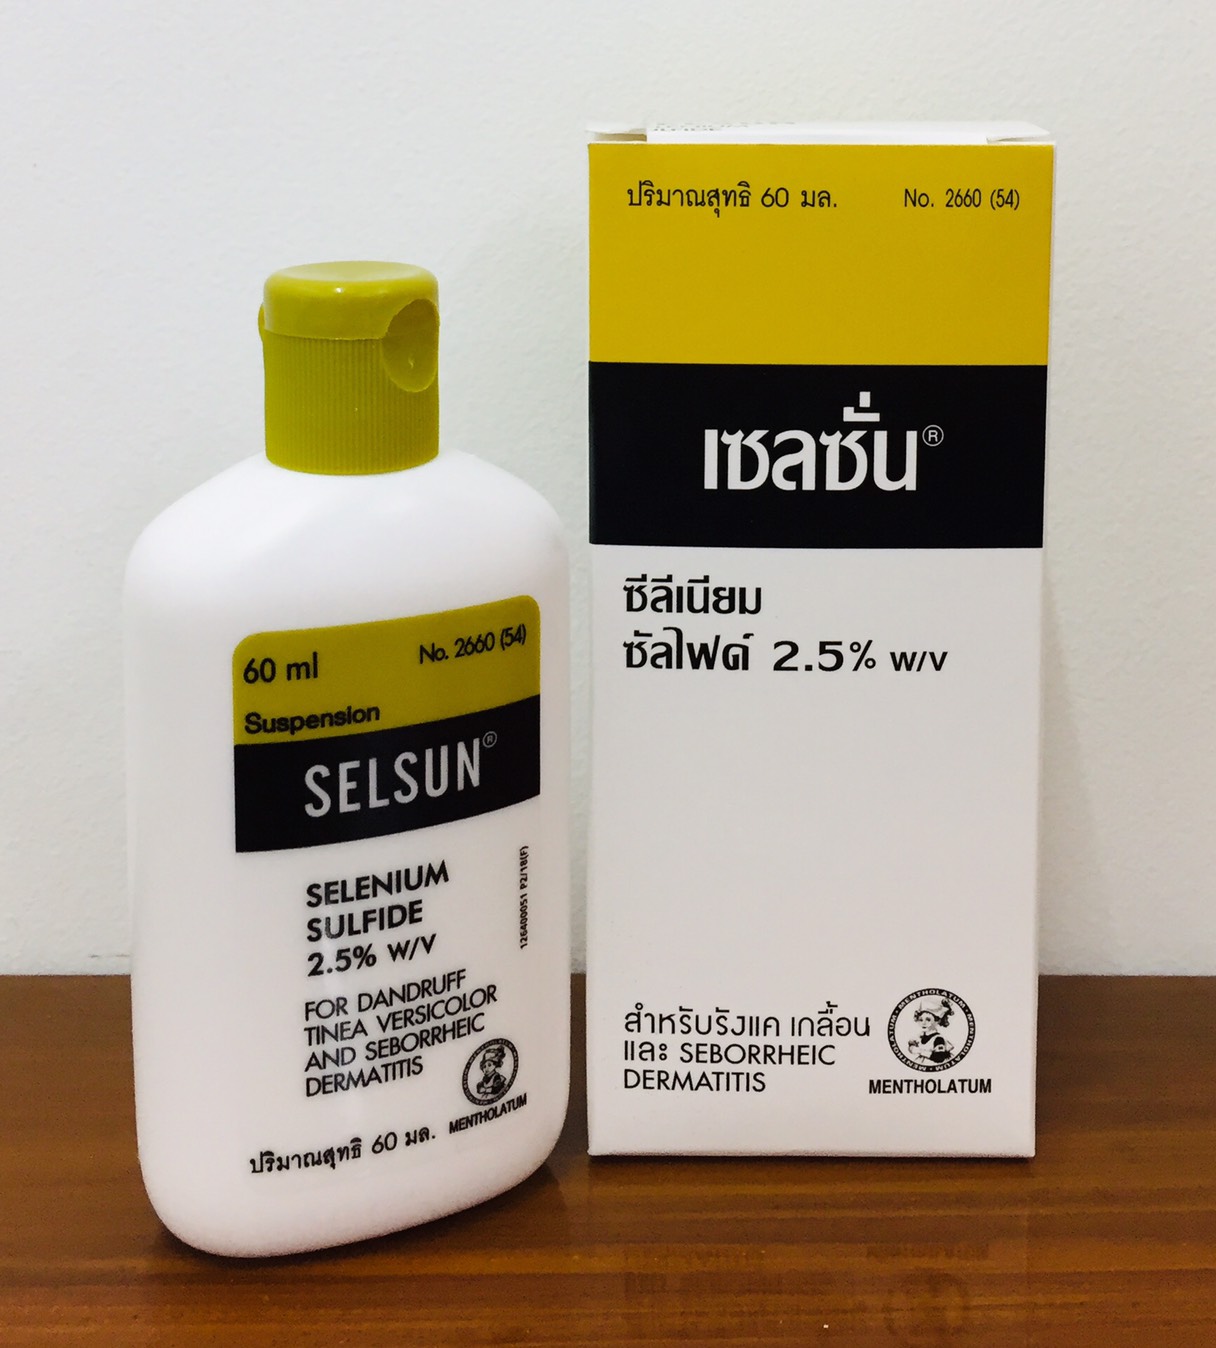 60 ml
No. 2660 (54)
Suspension
SELSUN®
SELENIUM
SULFIDE
2.5% W/V
FOR DANDRUFF
TINEA VERSICOLOR
AND SEBORRHEIC
DERMATITIS
126400051 P2/18(F)
MENTHOLATUM
ปริมาณสุทธิ 60 มล.
ปริมาณสุทธิ 60 มล.
No. 2660 (54)
เซลซั่น®
ซีลีเนียม
ซัลไฟด์ 2.5% W/V
สำหรับรังแค เกลื้อน
และ SEBORRHEIC
DERMATITIS
MENTHOLATUM